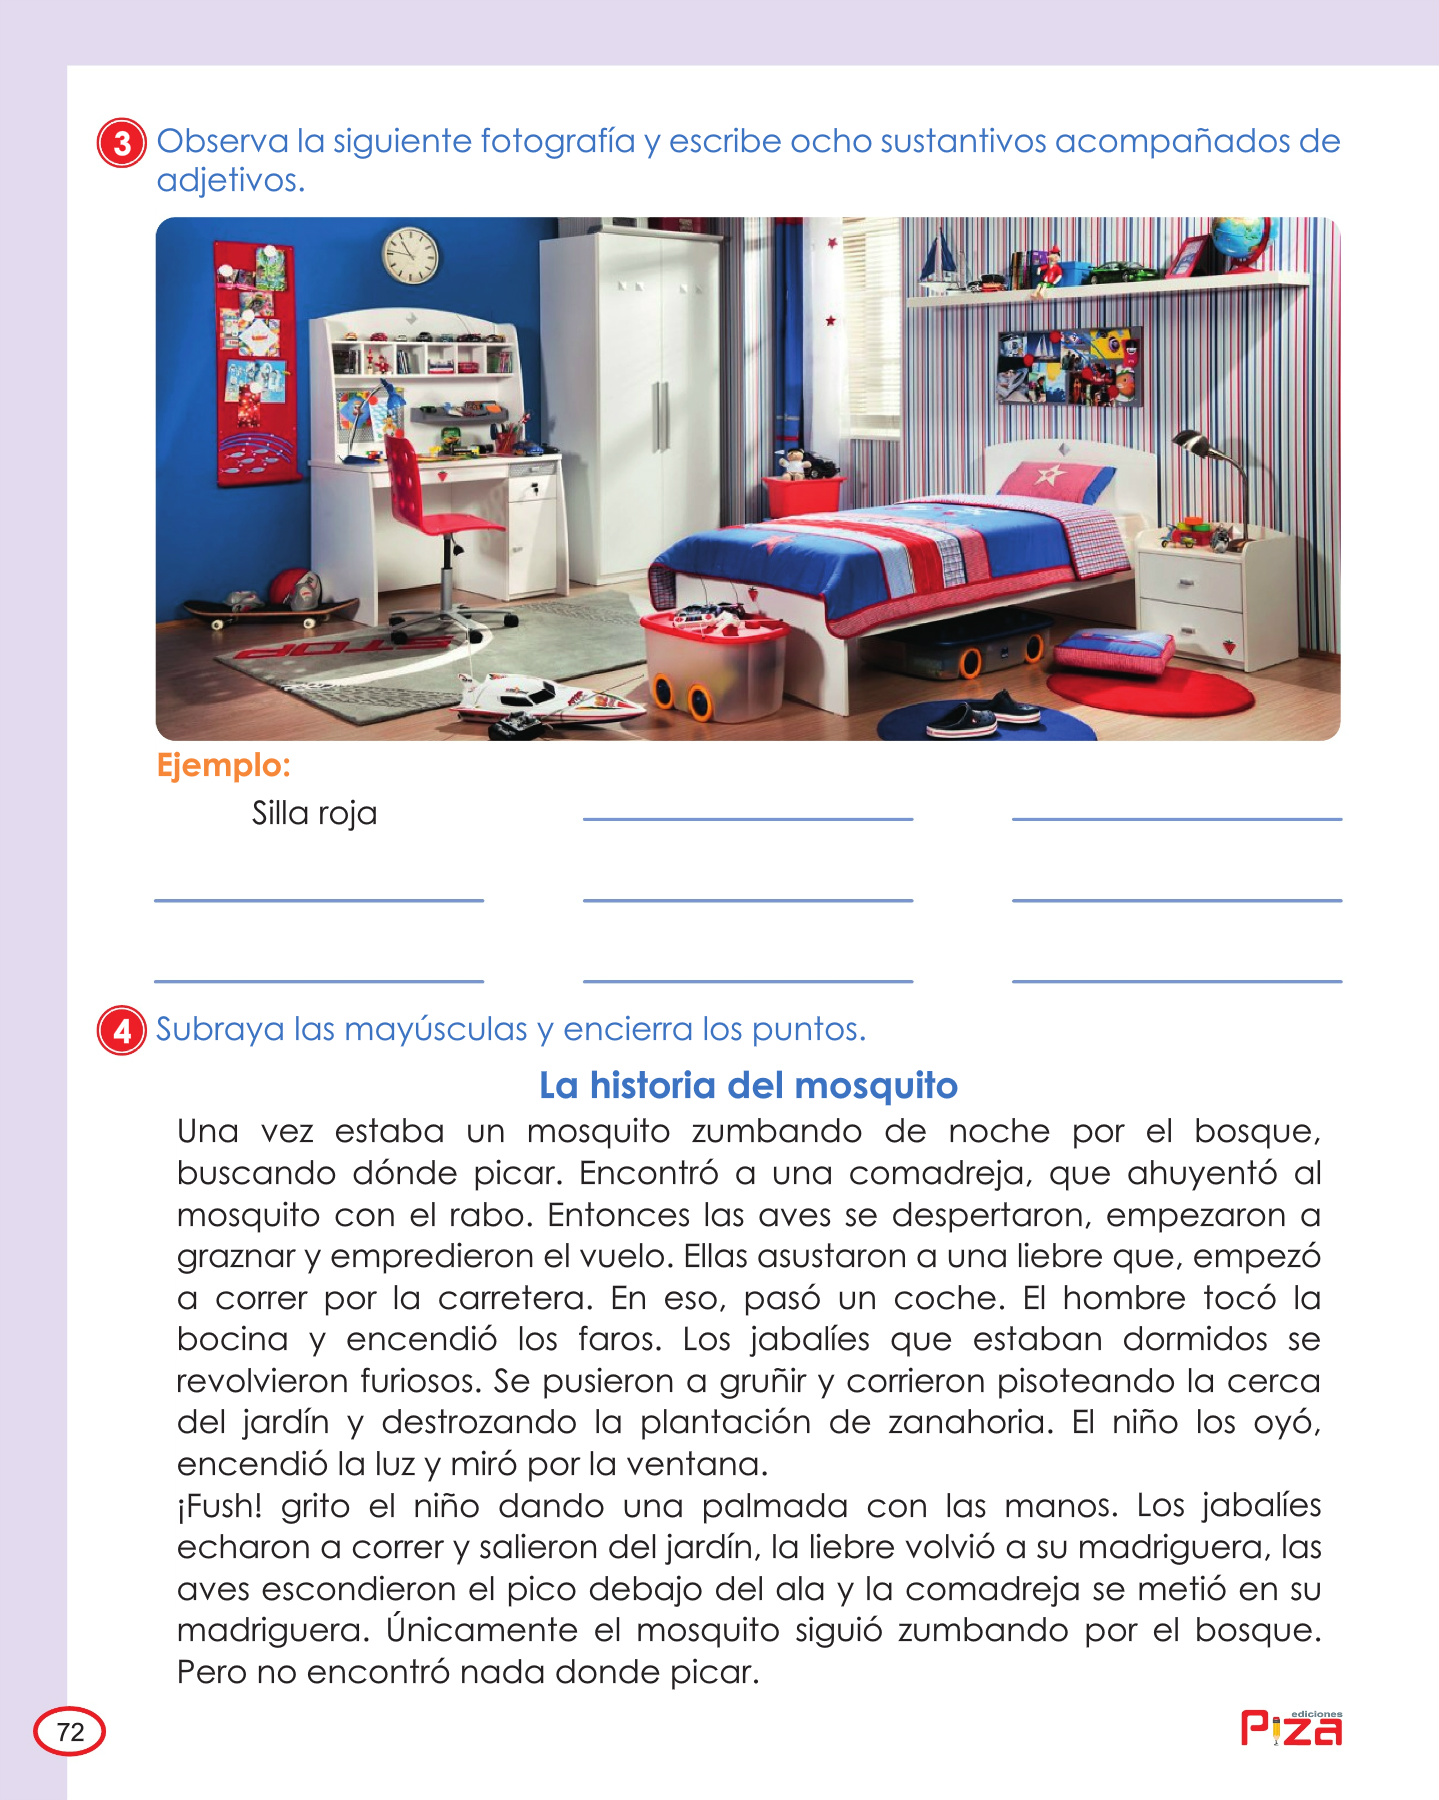 3 Observa la siguiente fotografía y escribe ocho sustantivos acompañados de
adjetivos.
STOP
Ejemplo:
Silla roja
4 Subraya las mayúsculas y encierra los puntos.
La historia del mosquito
Una vez estaba un mosquito zumbando de noche por el bosque,
buscando dónde picar. Encontró a una comadreja, que ahuyentó al
mosquito con el rabo. Entonces las aves se despertaron, empezaron a
graznar y empredieron el vuelo. Ellas asustaron a una liebre que, empezó
a correr por la carretera. En eso, pasó un coche. El hombre tocó la
bocina y encendió los faros. Los jabalíes que estaban dormidos se
revolvieron furiosos. Se pusieron a gruñir y corrieron pisoteando la cerca
del jardín y destrozando la plantación de zanahoria. El niño los oyó,
encendió la luz y miró por la ventana.
¡Fush! grito el niño dando una palmada con las manos. Los jabalíes
echaron a correr y salieron del jardín, la liebre volvió a su madriguera, las
aves escondieron el pico debajo del ala y la comadreja se metió en su
madriguera. Únicamente el mosquito siguió zumbando por el bosque.
Pero no encontró nada donde picar.
72
ediciones
Piza